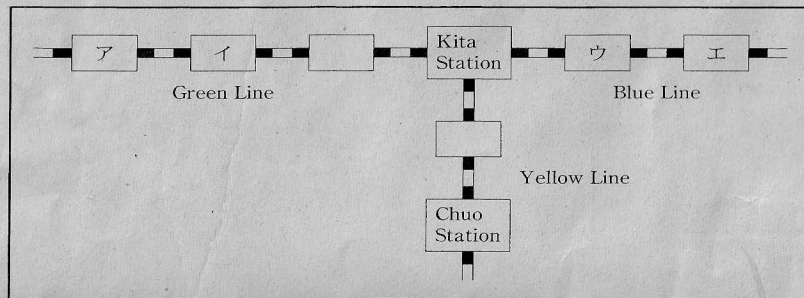 ア
イ
Kita
Station
ウ
エ
Green Line
Blue Line
Yellow Line
Chuo
Station